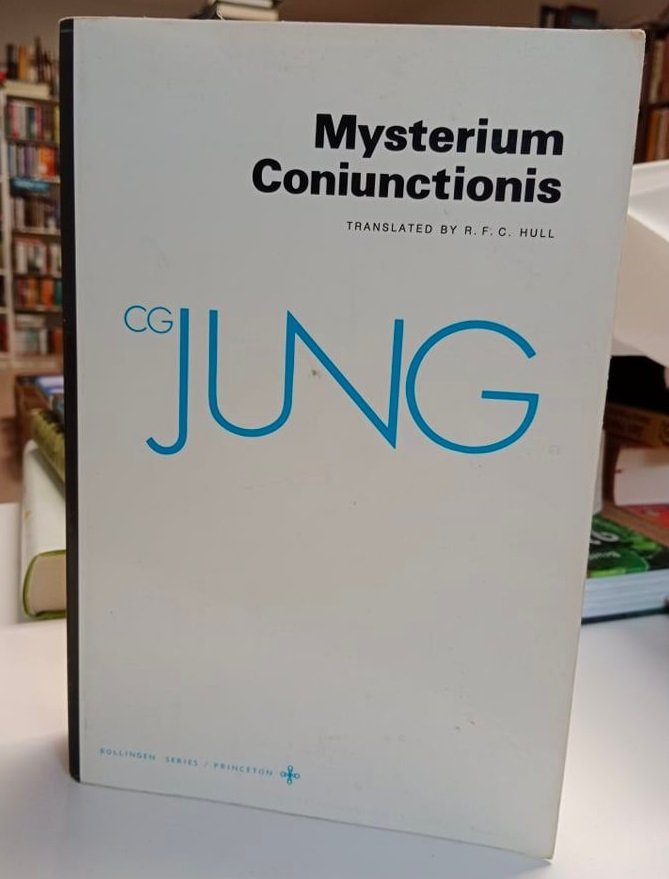 Mysterium
Coniunctionis
TRANSLATED BY R. F. C. HULL
CG JUNG
BOLLINGEN SERIES / PRINCETON